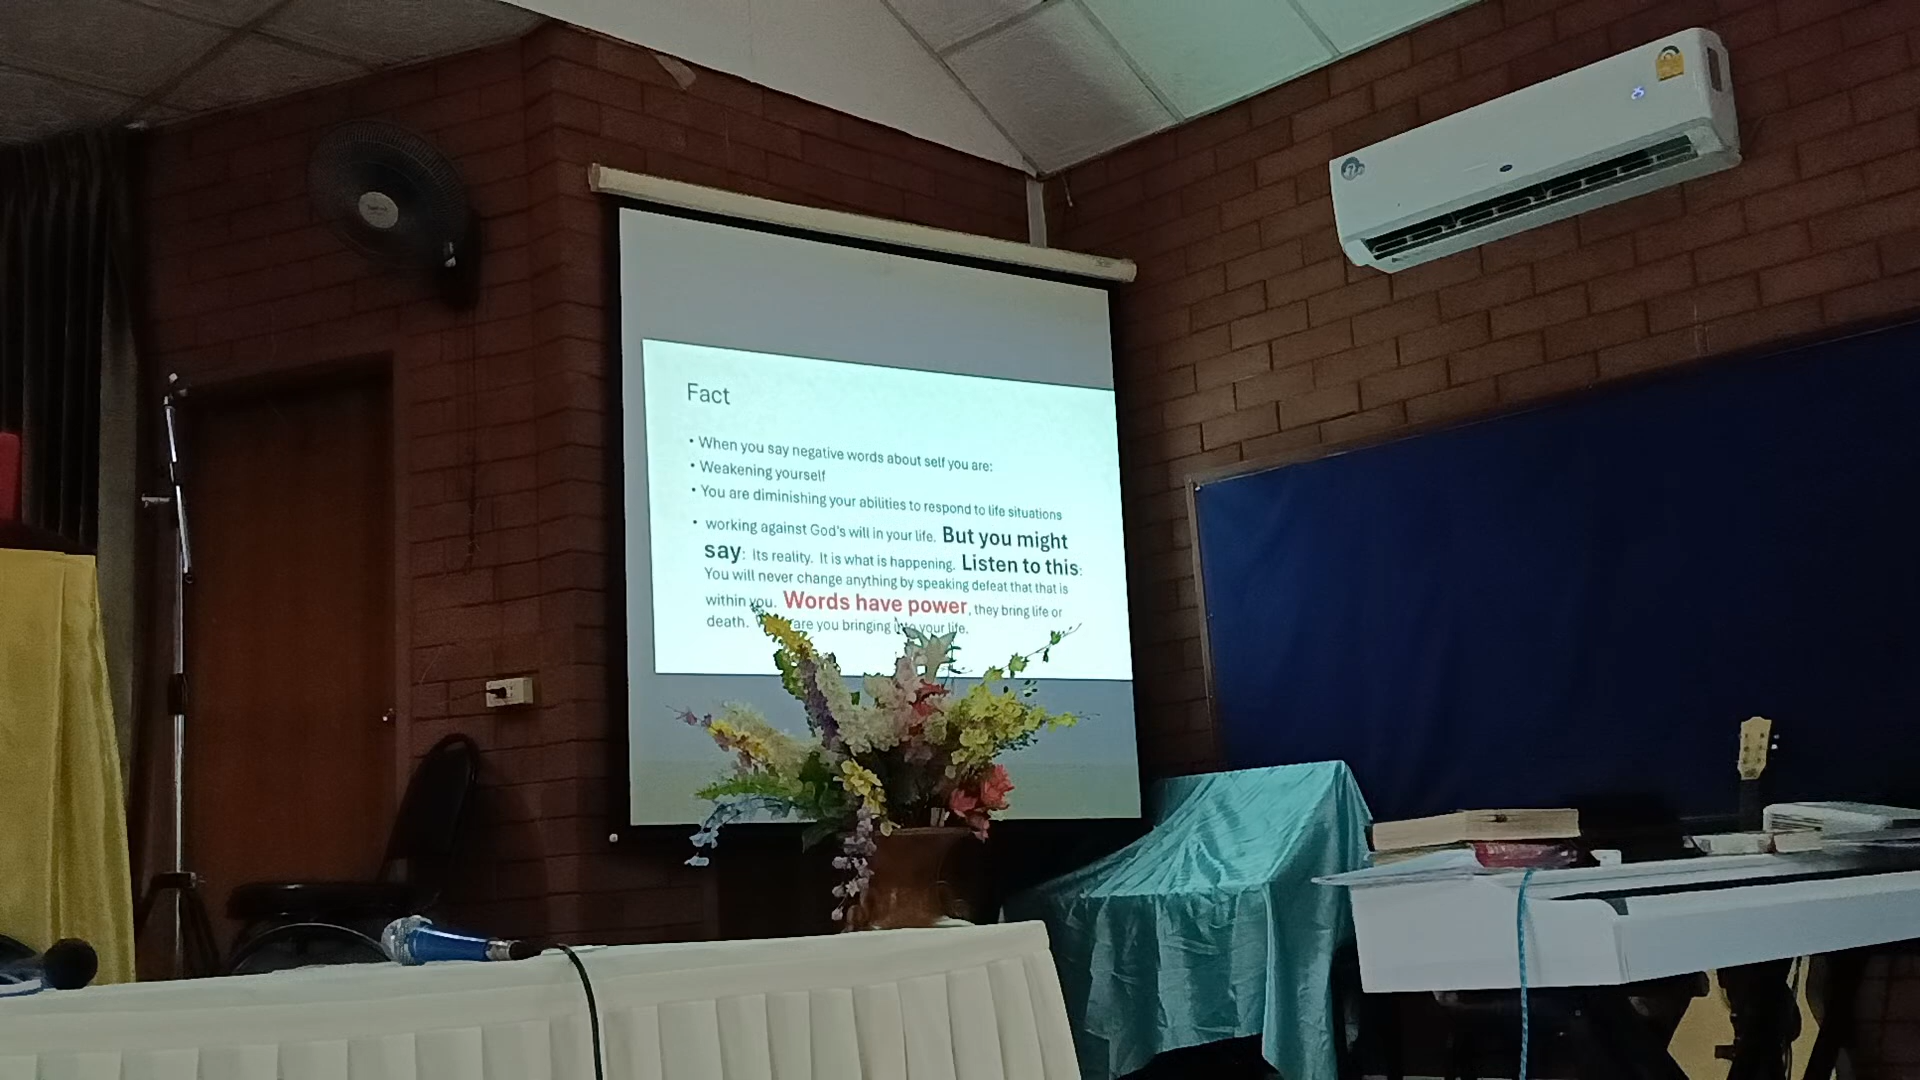 Fact
• When you say negative words about self you are:
• Weakening yourself
• You are diminishing your abilities to respond to life situations
• working against God's will in your life. But you might
say: Its reality. It is what is happening. Listen to this:
You will never change anything by speaking defeat that that is
within you. Words have power, they bring life or
death. are you bringing into your life.